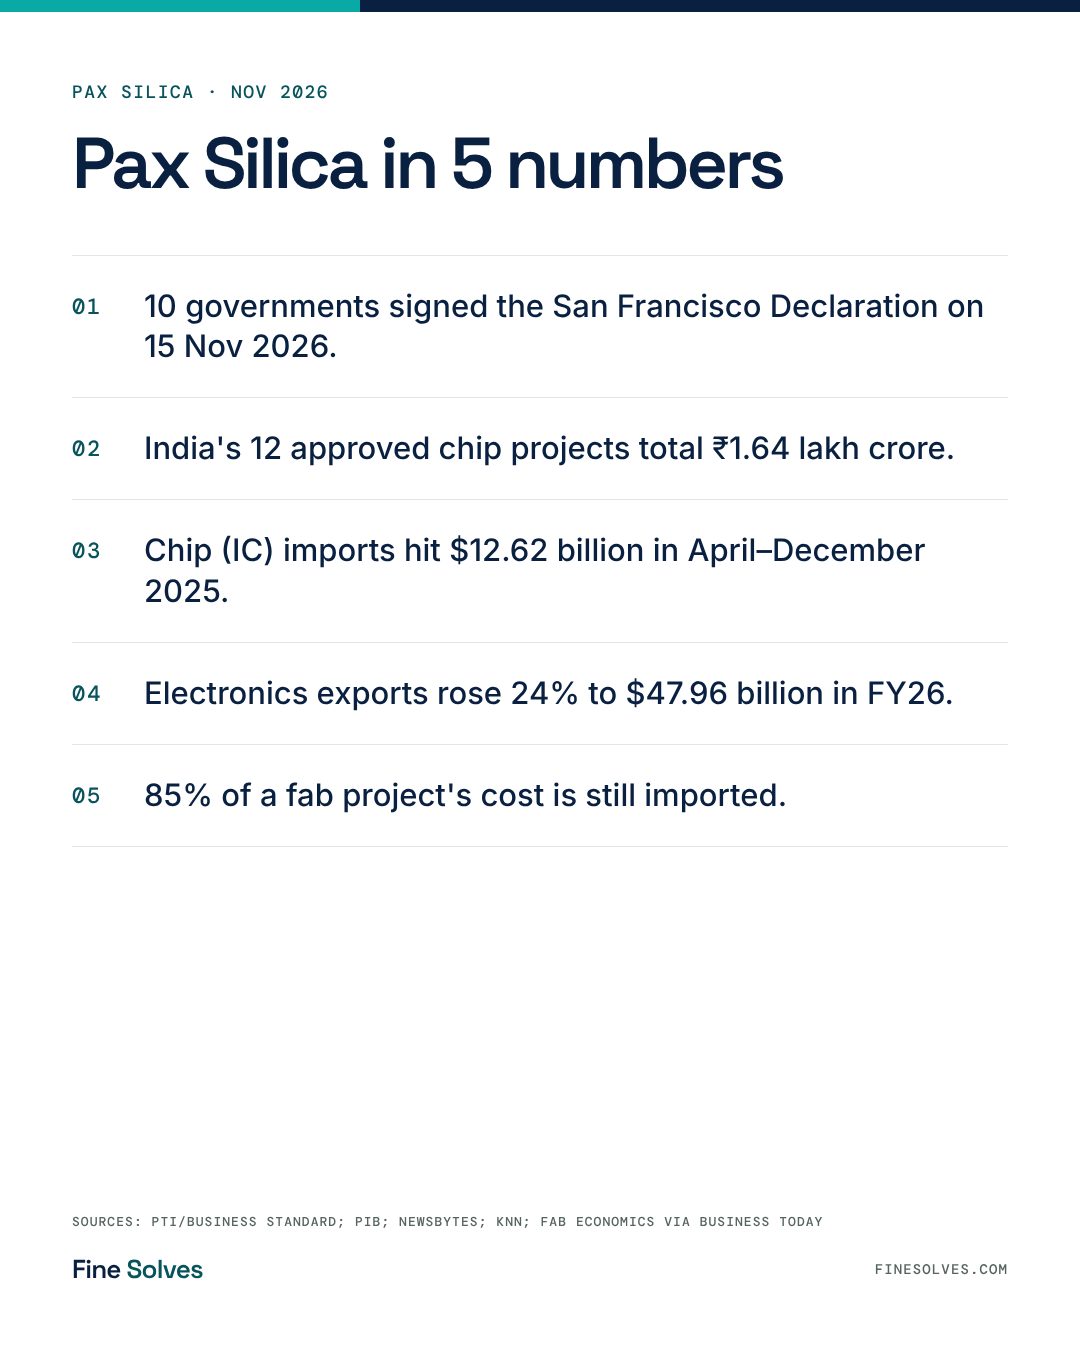 PAX SILICA · NOV 2026
Pax Silica in 5 numbers
01 10 governments signed the San Francisco Declaration on
15 Nov 2026.
02 India's 12 approved chip projects total ₹1.64 lakh crore.
03 Chip (IC) imports hit $12.62 billion in April–December
2025.
04 Electronics exports rose 24% to $47.96 billion in FY26.
05 85% of a fab project's cost is still imported.
SOURCES: PTI/BUSINESS STANDARD; PIB; NEWSBYTES; KNN; FAB ECONOMICS VIA BUSINESS TODAY
Fine Solves
FINESOLVES.COM